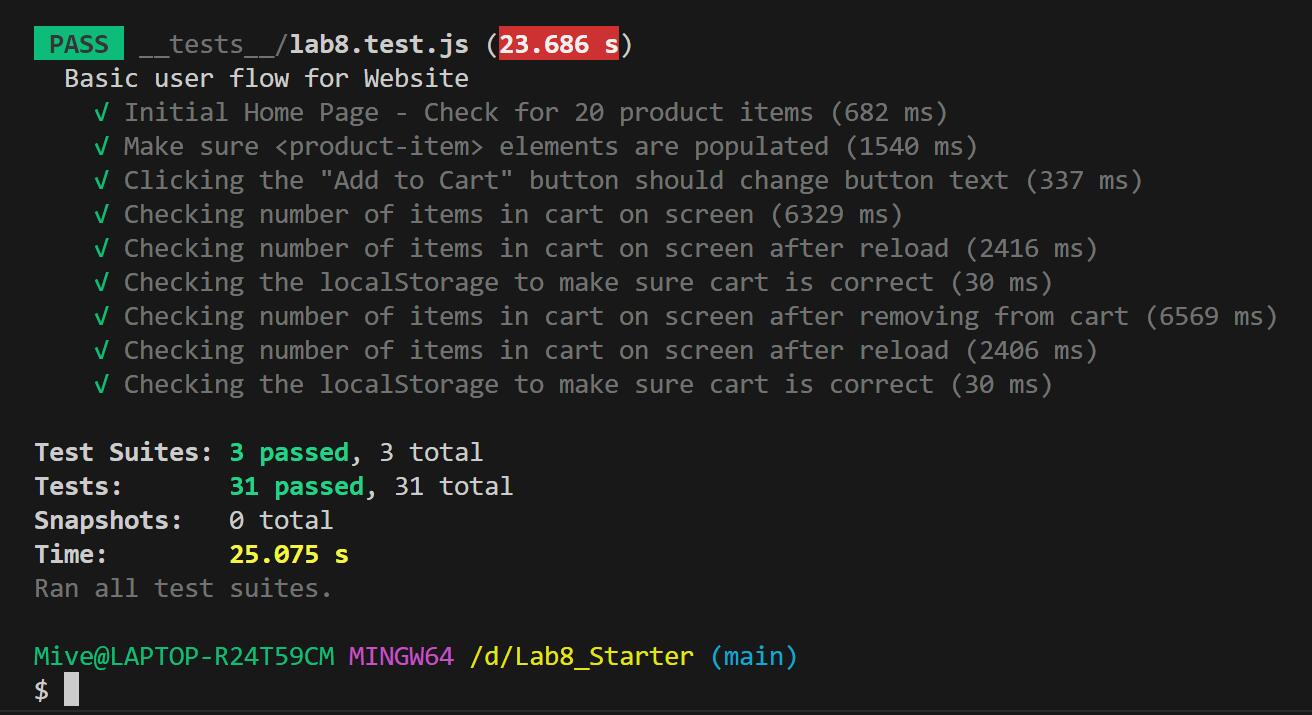 PASS __tests__/lab8.test.js (23.686 s)
Basic user flow for Website
√ Initial Home Page - Check for 20 product items (682 ms)
√ Make sure <product-item> elements are populated (1540 ms)
√ Clicking the "Add to Cart" button should change button text (337 ms)
√ Checking number of items in cart on screen (6329 ms)
√ Checking number of items in cart on screen after reload (2416 ms)
√ Checking the localStorage to make sure cart is correct (30 ms)
√ Checking number of items in cart on screen after removing from cart (6569 ms)
√ Checking number of items in cart on screen after reload (2406 ms)
√ Checking the localStorage to make sure cart is correct (30 ms)
Test Suites: 3 passed, 3 total
Tests: 31 passed, 31 total
Snapshots: 0 total
Time: 25.075 s
Ran all test suites.
Mive@LAPTOP-R24T59CM MINGW64 /d/Lab8_Starter (main)
$